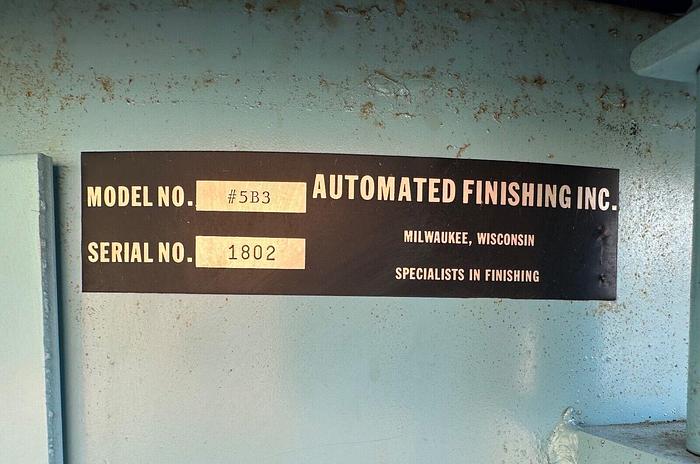 MODEL NO. #5B3
SERIAL NO. 1802
AUTOMATED FINISHING INC.
MILWAUKEE, WISCONSIN
SPECIALISTS IN FINISHING